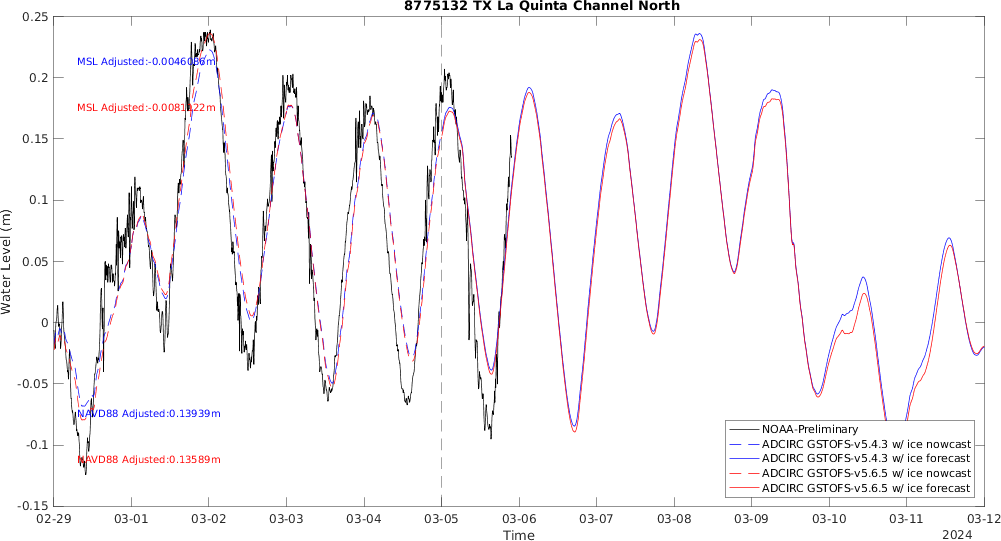 8775132 TX La Quinta Channel North
0.25
0.2
0.15
0.1
0.05
0
-0.05
-0.1
-0.15
Water Level (m)
MSL Adjusted:-0.0046036m
MSL Adjusted:-0.0081322m
NAVD88 Adjusted:0.13939m
NAVD88 Adjusted:0.13589m
NOAA-Preliminary
ADCIRC GSTOFS-v5.4.3 w/ ice nowcast
ADCIRC GSTOFS-v5.4.3 w/ ice forecast
ADCIRC GSTOFS-v5.6.5 w/ ice nowcast
ADCIRC GSTOFS-v5.6.5 w/ ice forecast
02-29 03-01 03-02 03-03 03-04 03-05 03-06 03-07 03-08 03-09 03-10 03-11 03-12
Time
2024